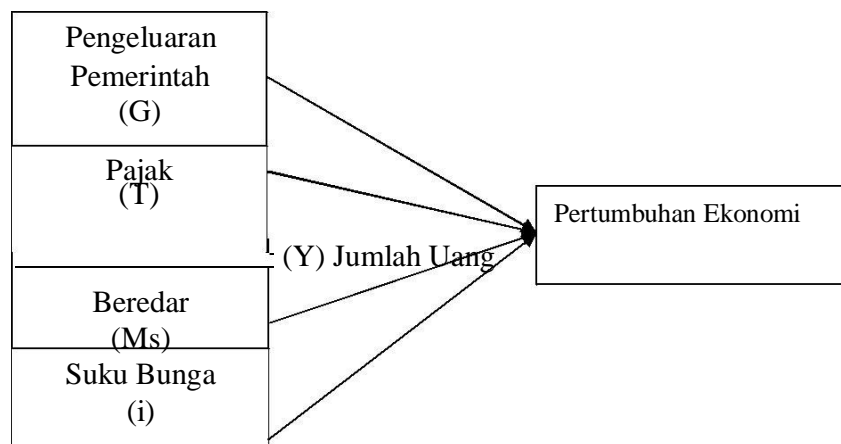 Pengeluaran
Pemerintah
(G)
Pajak
(T)
(Y) Jumlah Uang
Beredar
(Ms)
Suku Bunga
(i)
Pertumbuhan Ekonomi